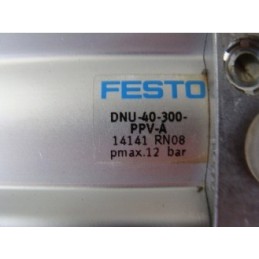 FESTO
DNU-40-300-
PPV-A
14141 RN08
pmax.12 bar